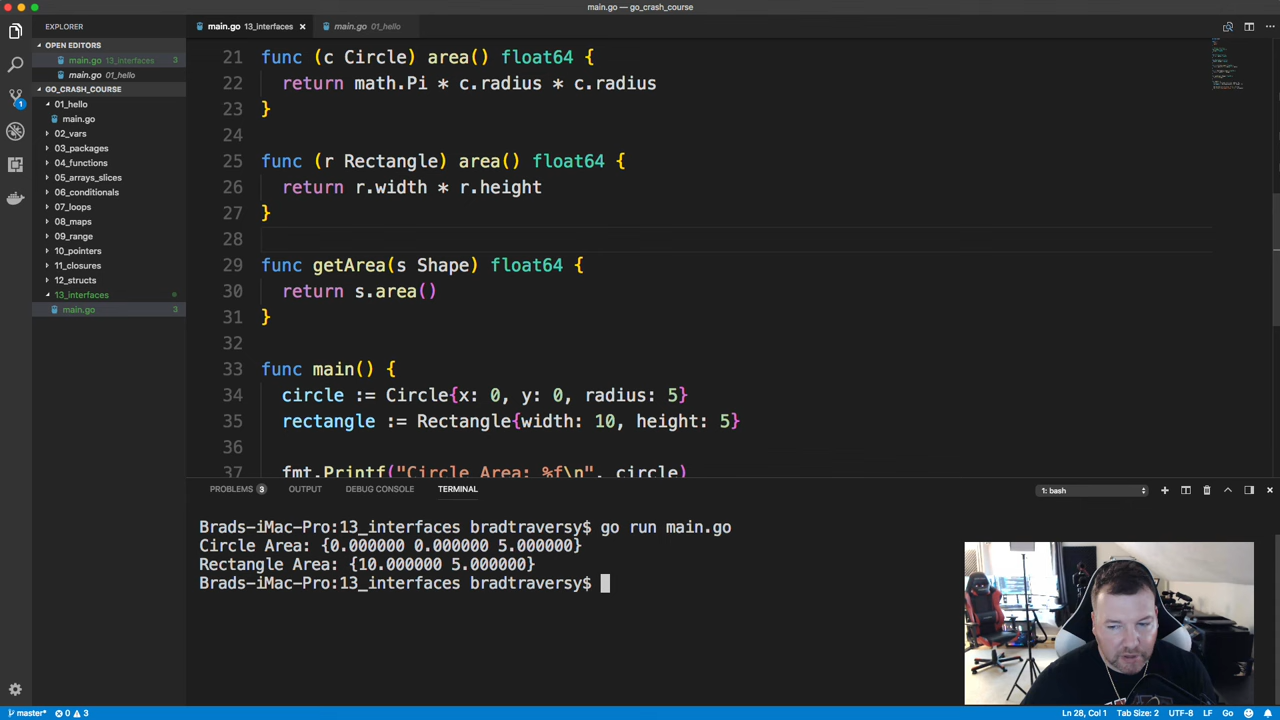 main.go — go_crash_course
EXPLORER
main.go 13_interfaces ×
main.go 01_hello
OPEN EDITORS
main.go 13_interfaces 3
main.go 01_hello
GO_CRASH_COURSE
01_hello
main.go
02_vars
03_packages
04_functions
05_arrays_slices
06_conditionals
07_loops
08_maps
09_range
10_pointers
11_closures
12_structs
13_interfaces
main.go 3
1
21 func (c Circle) area() float64 {
22 return math.Pi * c.radius * c.radius
23 }
24
25 func (r Rectangle) area() float64 {
26 return r.width * r.height
27 }
28
29 func getArea(s Shape) float64 {
30 return s.area()
31 }
32
33 func main() {
34 circle := Circle{x: 0, y: 0, radius: 5}
35 rectangle := Rectangle{width: 10, height: 5}
36
37 fmt.Printf("Circle Area: %f\n", circle)
PROBLEMS 3 OUTPUT DEBUG CONSOLE TERMINAL 1: bash
Brads-iMac-Pro:13_interfaces bradtraversy$ go run main.go
Circle Area: {0.000000 0.000000 5.000000}
Rectangle Area: {10.000000 5.000000}
Brads-iMac-Pro:13_interfaces bradtraversy$
master* 0 3 Ln 28, Col 1 Tab Size: 2 UTF-8 LF Go